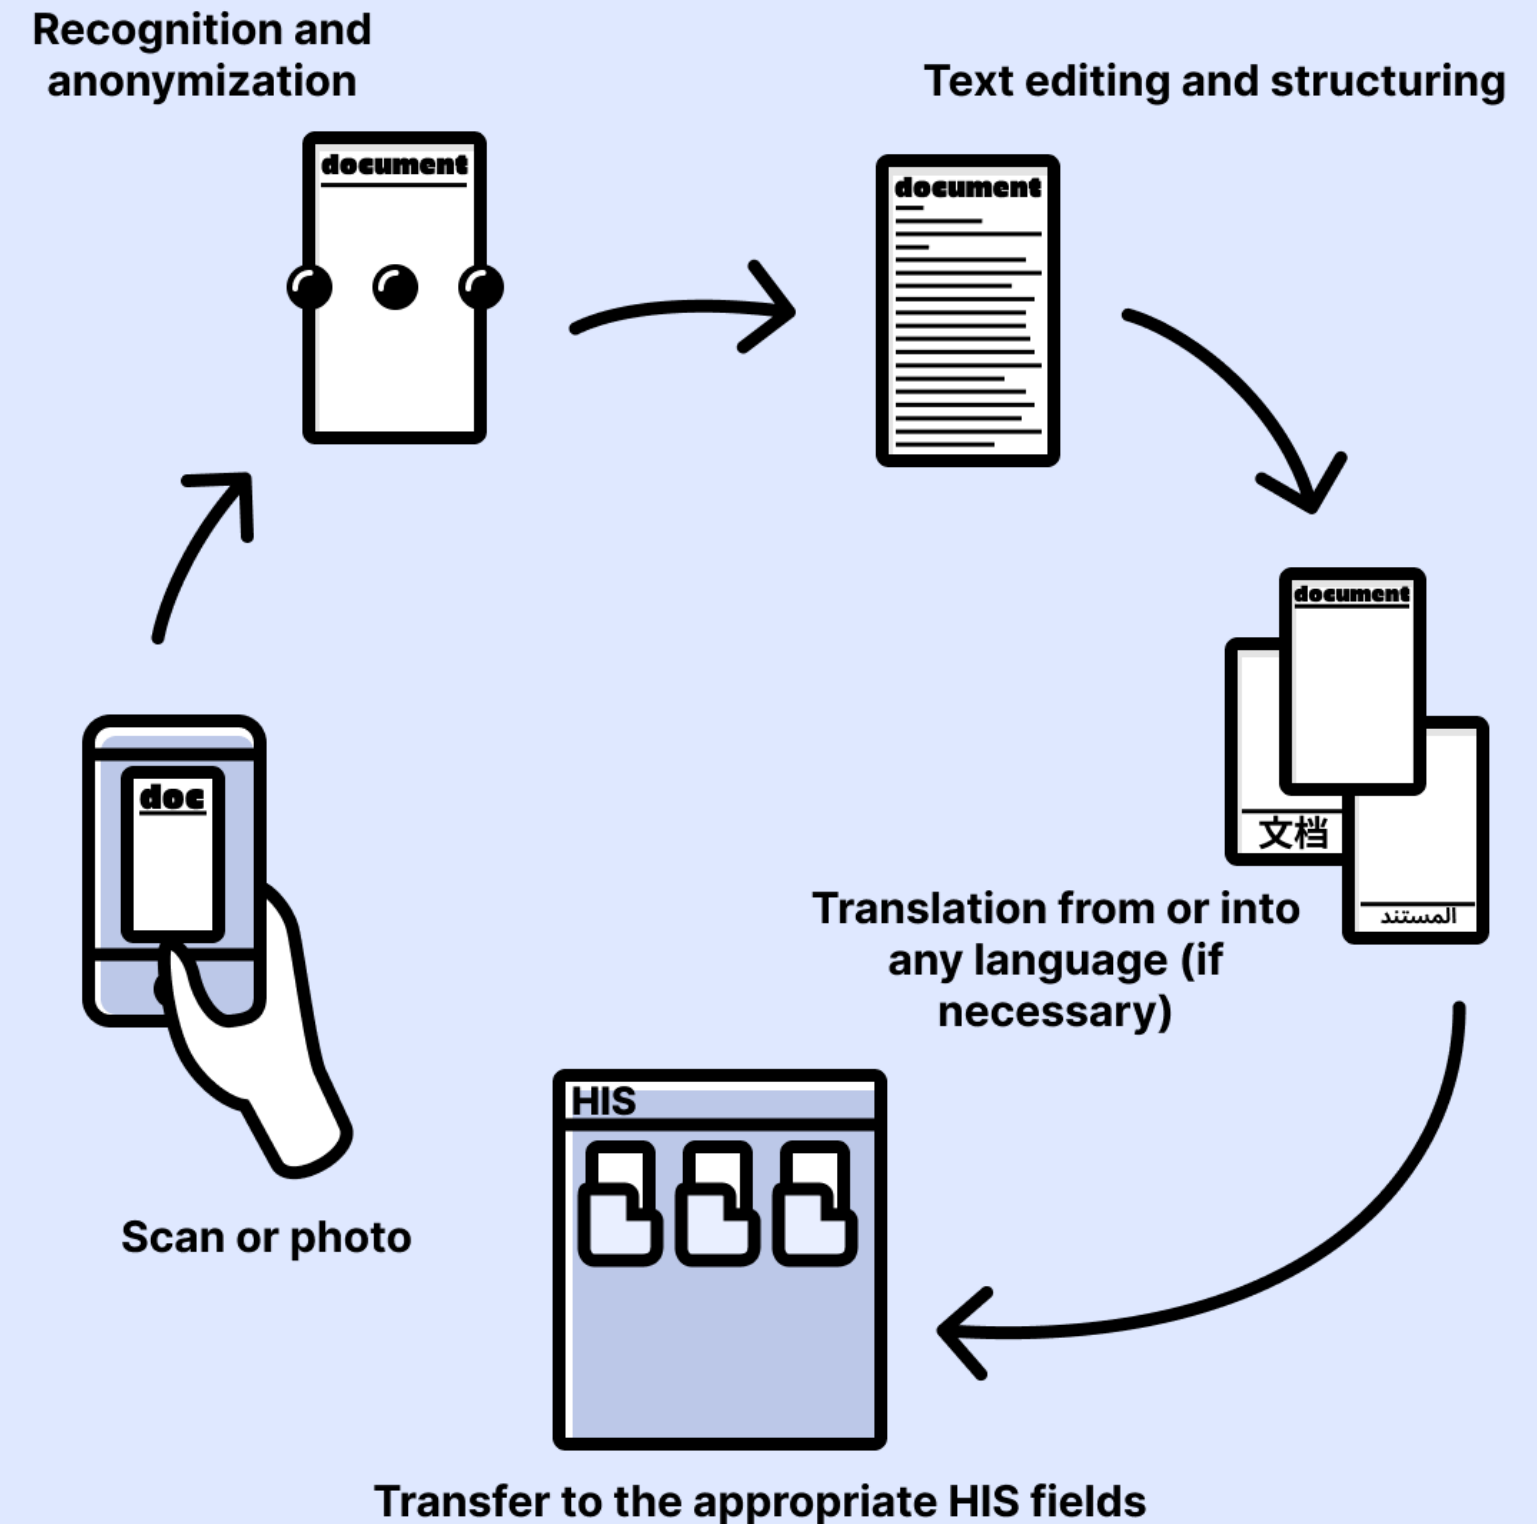 Recognition and
anonymization
Text editing and structuring
document
document
document
doc
文档
المستند
Translation from or into
any language (if
necessary)
HIS
Scan or photo
Transfer to the appropriate HIS fields